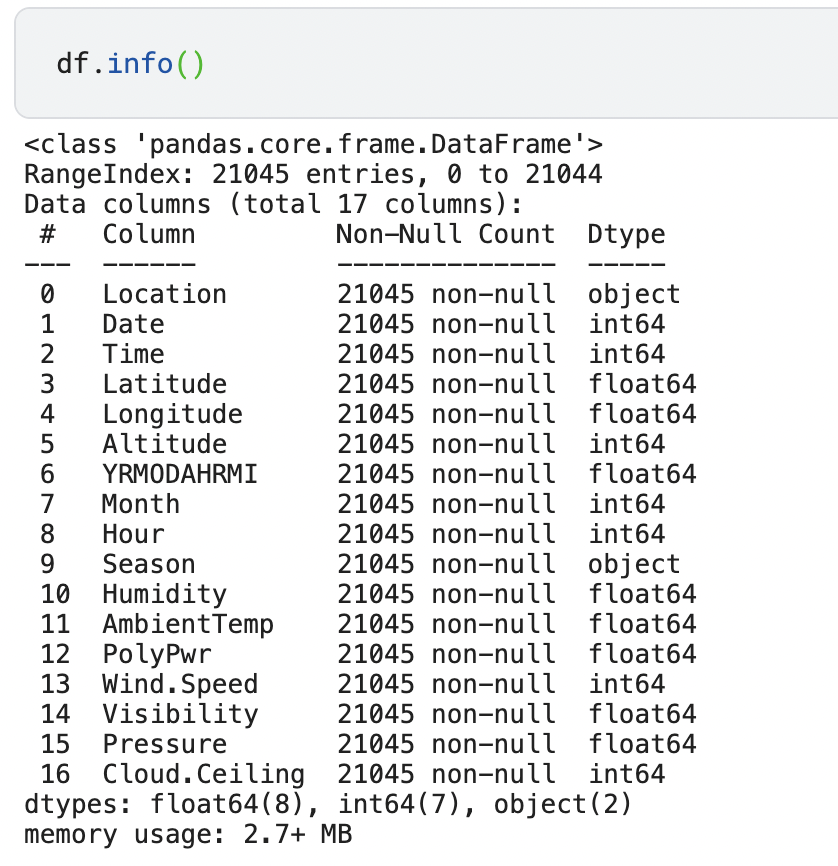 df.info()
<class 'pandas.core.frame.DataFrame'>
RangeIndex: 21045 entries, 0 to 21044
Data columns (total 17 columns):
 #   Column         Non-Null Count  Dtype
---  ------         --------------  -----
 0   Location       21045 non-null  object
 1   Date           21045 non-null  int64
 2   Time           21045 non-null  int64
 3   Latitude       21045 non-null  float64
 4   Longitude      21045 non-null  float64
 5   Altitude       21045 non-null  int64
 6   YRMODAHRMI     21045 non-null  float64
 7   Month          21045 non-null  int64
 8   Hour           21045 non-null  int64
 9   Season         21045 non-null  object
 10  Humidity       21045 non-null  float64
 11  AmbientTemp    21045 non-null  float64
 12  PolyPwr        21045 non-null  float64
 13  Wind.Speed     21045 non-null  int64
 14  Visibility     21045 non-null  float64
 15  Pressure       21045 non-null  float64
 16  Cloud.Ceiling  21045 non-null  int64
dtypes: float64(8), int64(7), object(2)
memory usage: 2.7+ MB